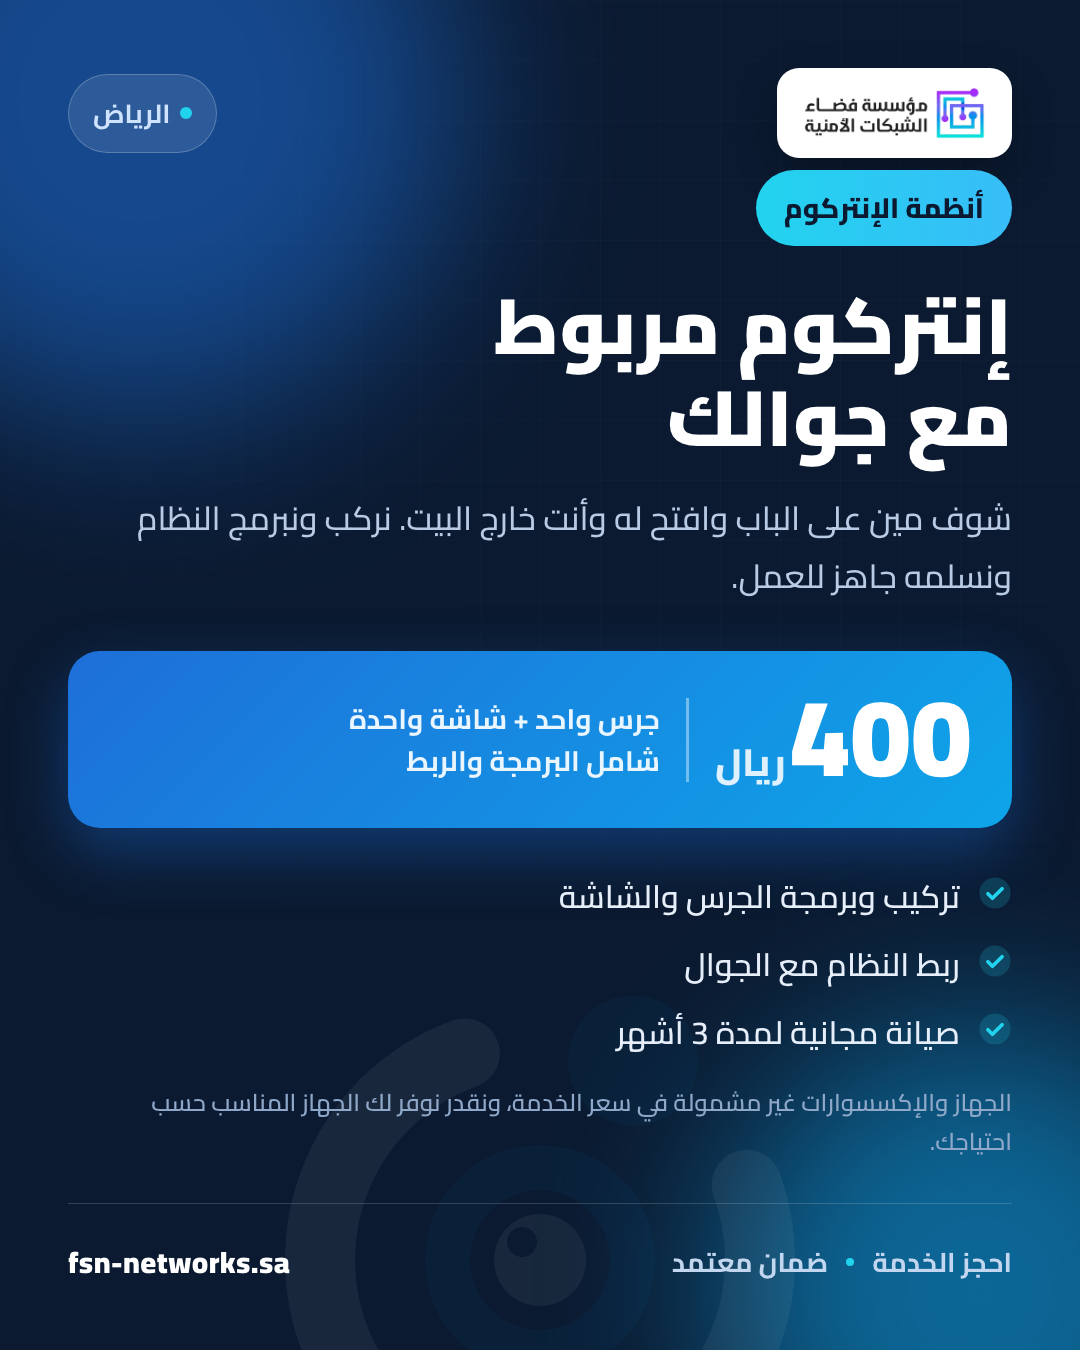 مؤسسة فضــاء
الشبكات الأمنية
الرياض
أنظمة الإنتركوم
إنتركوم مربوط
مع جوالك
شوف مين على الباب وافتح له وأنت خارج البيت. نركب ونبرمج النظام
ونسلمه جاهز للعمل.
400 ريال
جرس واحد + شاشة واحدة
شامل البرمجة والربط
تركيب وبرمجة الجرس والشاشة
ربط النظام مع الجوال
صيانة مجانية لمدة 3 أشهر
الجهاز والإكسسوارات غير مشمولة في سعر الخدمة، ونقدر نوفر لك الجهاز المناسب حسب
احتياجك.
احجز الخدمة • ضمان معتمد
fsn-networks.sa